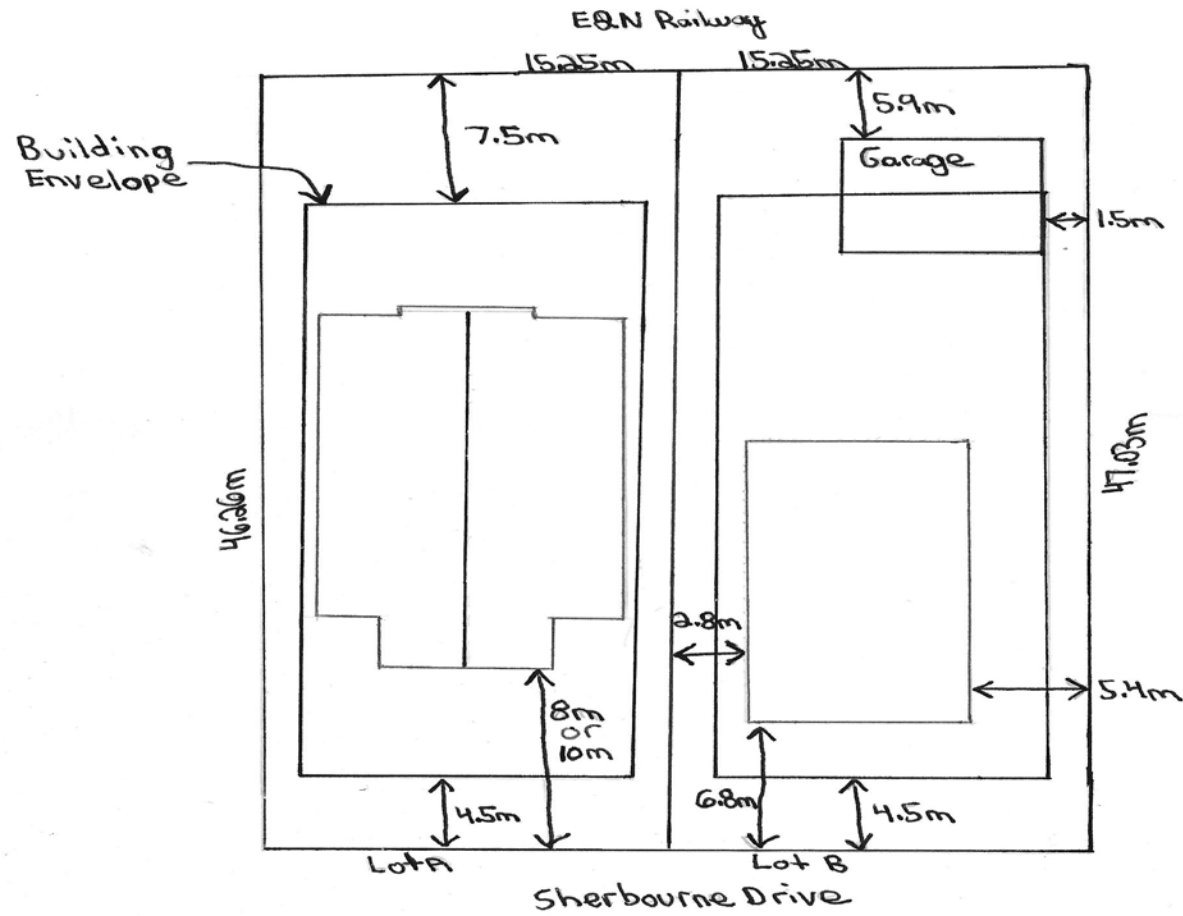 E&N Railway
15.25m
15.25m
5.9m
7.5m
Building
Envelope
Garage
1.5m
46.26m
47.03m
2.8m
5.4m
8m
or
10m
6.8m
4.5m
4.5m
Lot A
Lot B
Sherbourne Drive